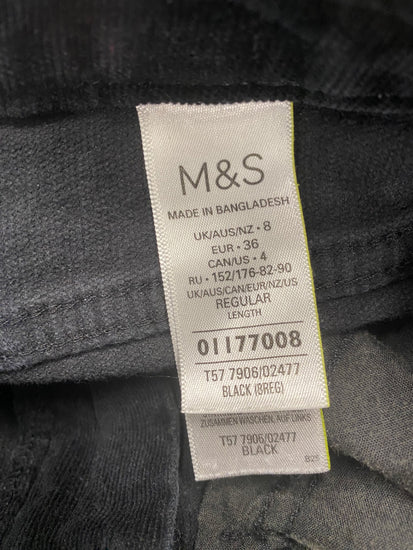 M&S
MADE IN BANGLADESH
UK/AUS/NZ • 8
EUR • 36
CAN/US • 4
RU • 152/176-82-90
UK/AUS/CAN/EUR/NZ/US
REGULAR
LENGTH
01177008
T57 7906/02477
BLACK (8REG)
ZUSAMMEN WASCHEN, AUF LINKS
T57 7906/02477
BLACK
B25